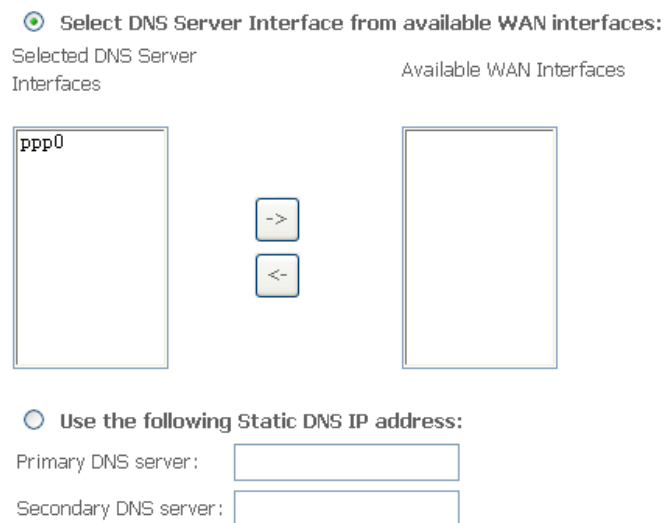 Select DNS Server Interface from available WAN interfaces:
Selected DNS Server
Interfaces
Available WAN Interfaces
ppp0
->
<-
Use the following Static DNS IP address:
Primary DNS server:
Secondary DNS server: